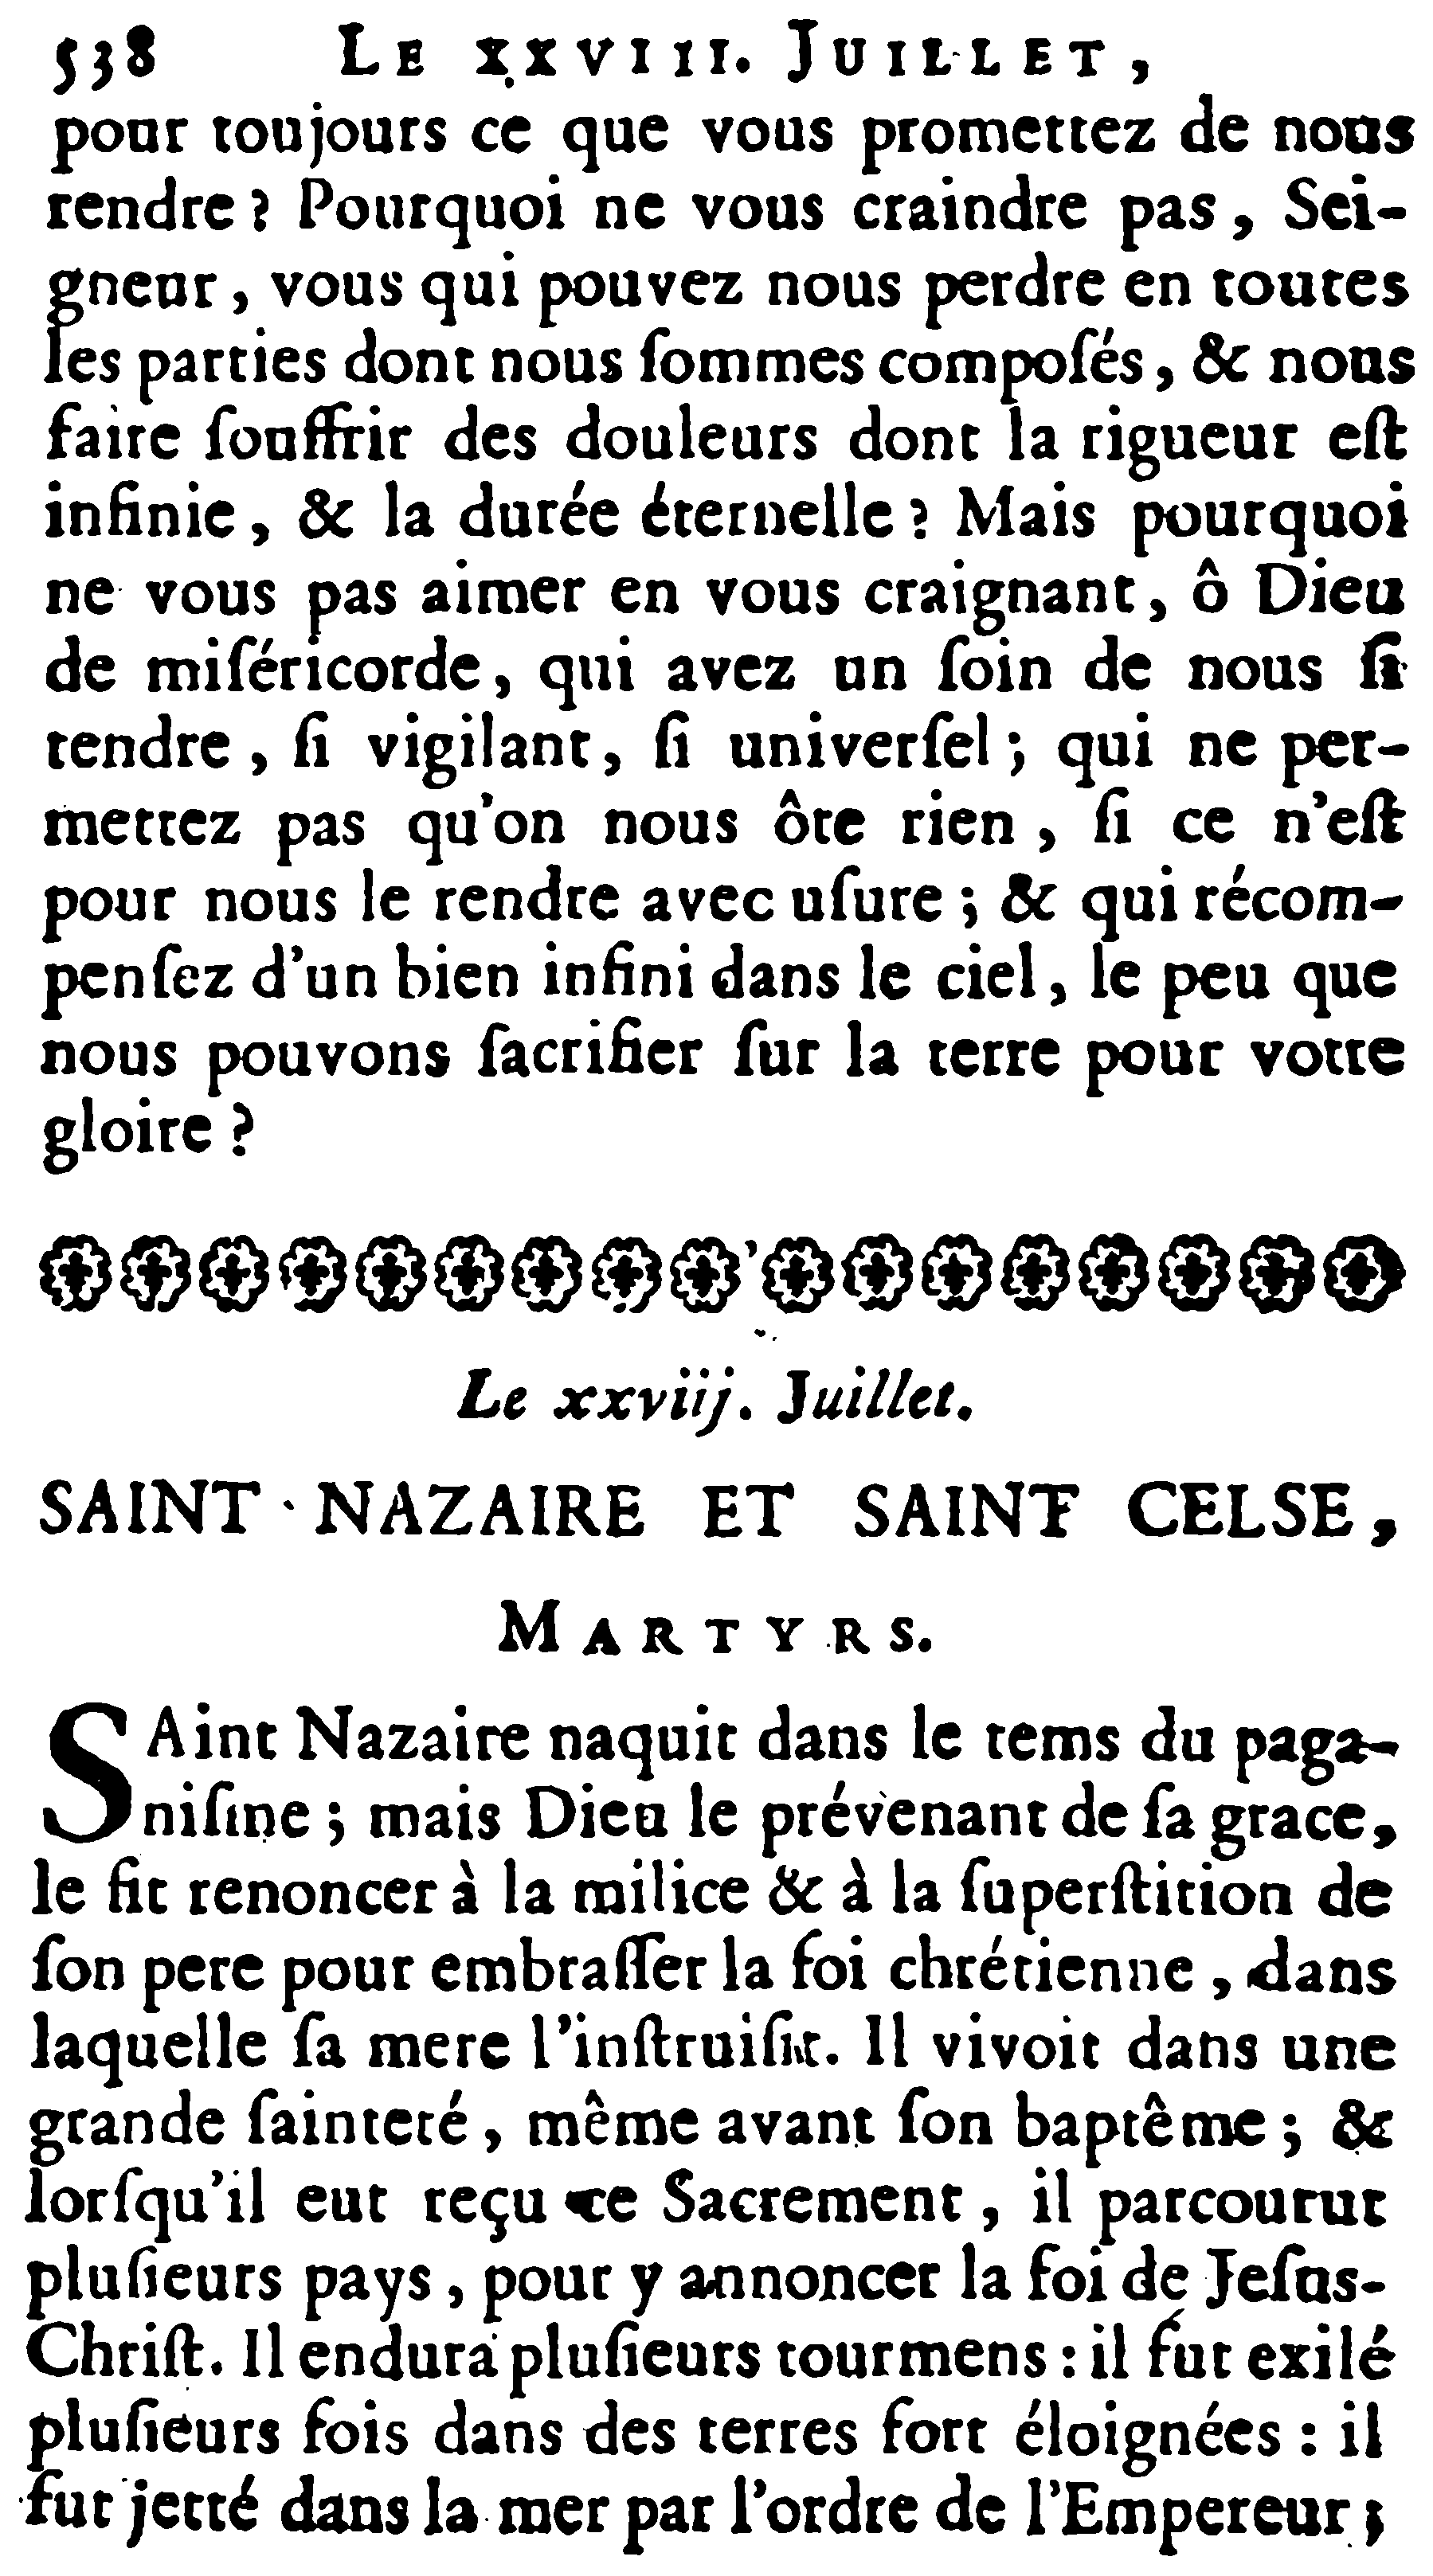 538 LE XXVIII. JUILLET,
pour toujours ce que vous promettez de nous
rendre? Pourquoi ne vous craindre pas, Sei-
gneur, vous qui pouvez nous perdre en toutes
les parties dont nous ſommes compoſés, & nous
faire ſouffrir des douleurs dont la rigueur eſt
infinie, & la durée éternelle? Mais pourquoi
ne vous pas aimer en vous craignant, ô Dieu
de miſéricorde, qui avez un ſoin de nous ſi
tendre, ſi vigilant, ſi univerſel; qui ne per-
mettez pas qu'on nous ôte rien, ſi ce n'eſt
pour nous le rendre avec uſure; & qui récom-
penſez d'un bien infini dans le ciel, le peu que
nous pouvons ſacrifier ſur la terre pour votre
gloire?
Le xxviij. Juillet.
SAINT NAZAIRE ET SAINT CELSE,
MARTYRS.
SAint Nazaire naquit dans le tems du paga-
niſme; mais Dieu le prévenant de ſa grace,
le fit renoncer à la milice & à la ſuperſtition de
ſon pere pour embraſſer la foi chrétienne, dans
laquelle ſa mere l'inſtruiſit. Il vivoit dans une
grande ſainteté, même avant ſon baptême; &
lorſqu'il eut reçu ce Sacrement, il parcourut
pluſieurs pays, pour y annoncer la foi de Jeſus-
Chriſt. Il endura pluſieurs tourmens: il fut exilé
pluſieurs fois dans des terres fort éloignées: il
fut jetté dans la mer par l'ordre de l'Empereur;